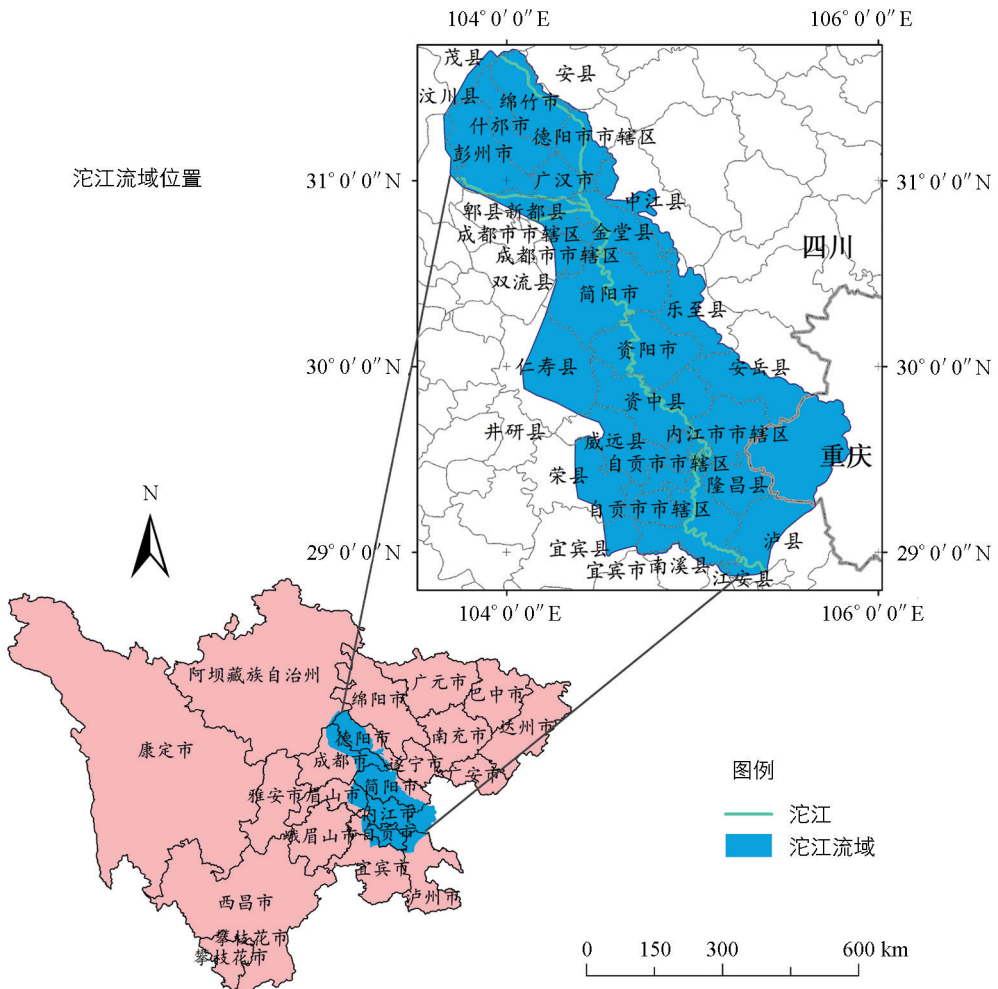 104°0′0″E
106°0′0″E
茂县
安县
汶川县
绵竹市
什邡市
德阳市市辖区
彭州市
沱江流域位置
31°0′0″N
广汉市
31°0′0″N
中江县
郫县
新都县
成都市市辖区
金堂县
四川
成都市市辖区
双流县
简阳市
乐至县
资阳市
30°0′0″N
仁寿县
安岳县
30°0′0″N
资中县
井研县
威远县
内江市市辖区
重庆
荣县
自贡市市辖区
隆昌县
自贡市市辖区
泸县
29°0′0″N
宜宾县
宜宾市
南溪县
江安县
29°0′0″N
104°0′0″E
106°0′0″E
N
阿坝藏族自治州
绵阳市
广元市
巴中市
康定市
德阳市
南充市
达州市
成都市
遂宁市
广安市
雅安市
眉山市
简阳市
内江市
峨眉山市
自贡市
宜宾市
泸州市
西昌市
攀枝花市
攀枝花市
图例
沱江
沱江流域
0 150 300 600 km